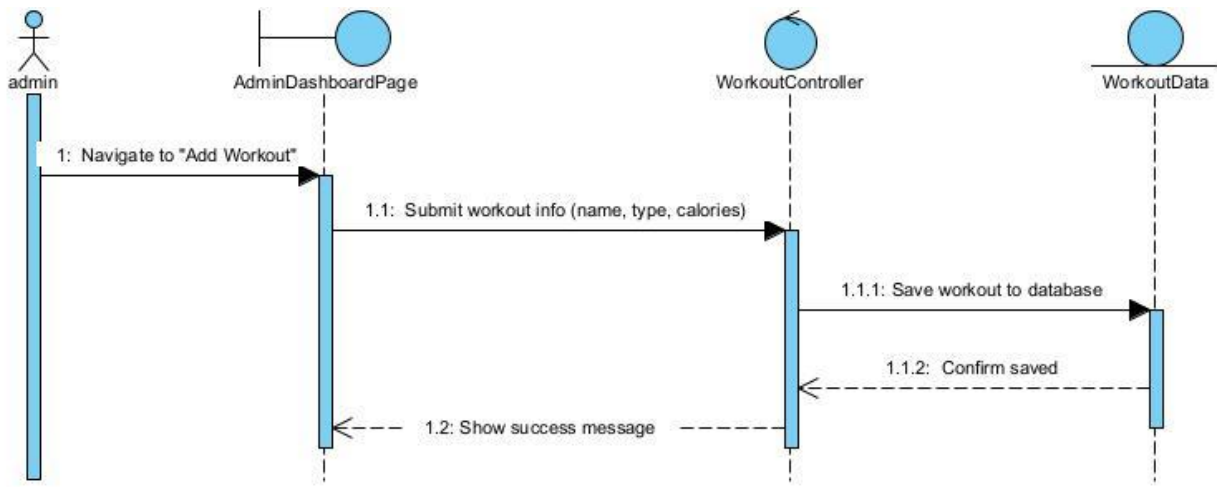 admin
AdminDashboardPage
WorkoutController
WorkoutData
1: Navigate to "Add Workout"
1.1: Submit workout info (name, type, calories)
1.1.1: Save workout to database
1.1.2: Confirm saved
1.2: Show success message